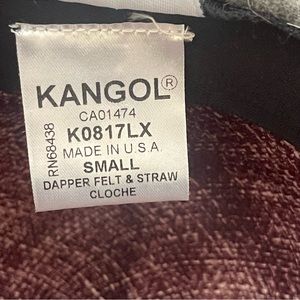 KANGOL®
CA01474
K0817LX
MADE IN U.S.A.
SMALL
DAPPER FELT & STRAW
CLOCHE
RN68438